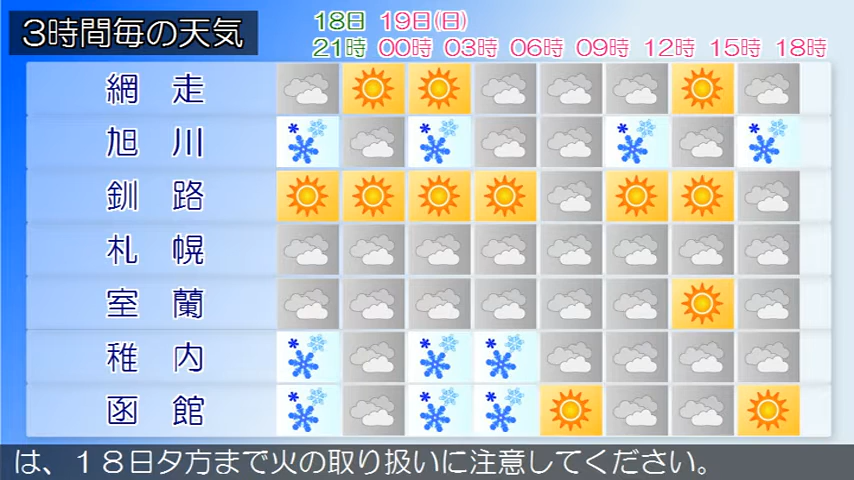 3時間毎の天気
18日 19日(日)
21時 00時 03時 06時 09時 12時 15時 18時
網 走
旭 川
釧 路
札 幌
室 蘭
稚 内
函 館
は、１８日夕方まで火の取り扱いに注意してください。